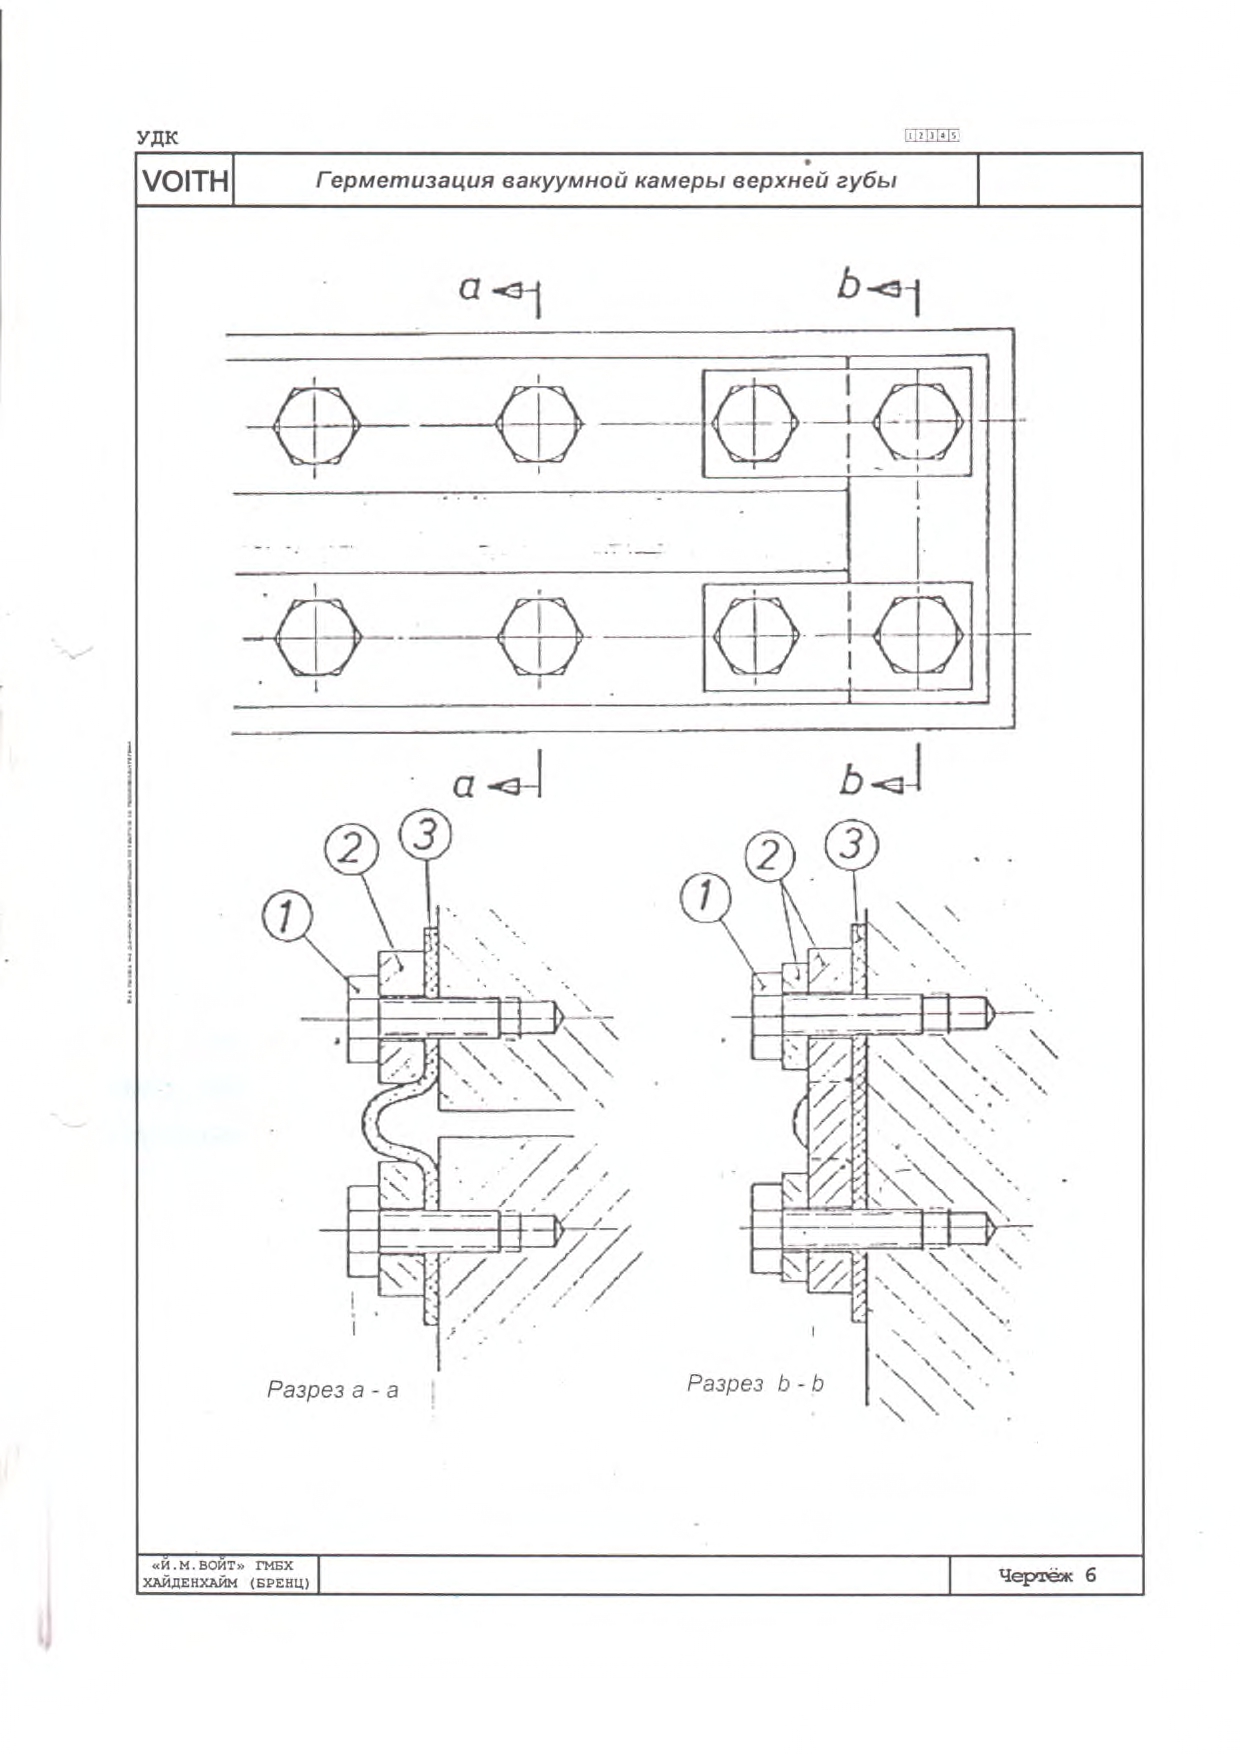 УДК
1 2 3 4 5
VOITH
Герметизация вакуумной камеры верхней губы
a b
a b
1 2 3
1 2 3
Разрез a - a
Разрез b - b
«Й.М.ВОЙТ» ГМБХ
ХАЙДЕНХАЙМ (БРЕНЦ)
Чертёж 6